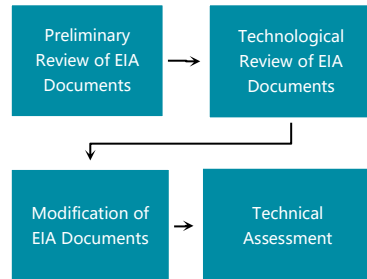 Preliminary
Review of EIA
Documents
Technological
Review of EIA
Documents
Modification of
EIA Documents
Technical
Assessment